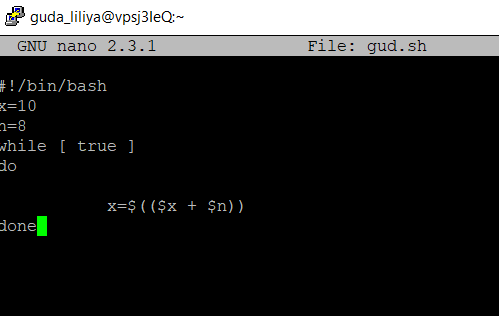 guda_liliya@vpsj3leQ:~
GNU nano 2.3.1 File: gud.sh
#!/bin/bash
x=10
n=8
while [ true ]
do
x=$(($x + $n))
done